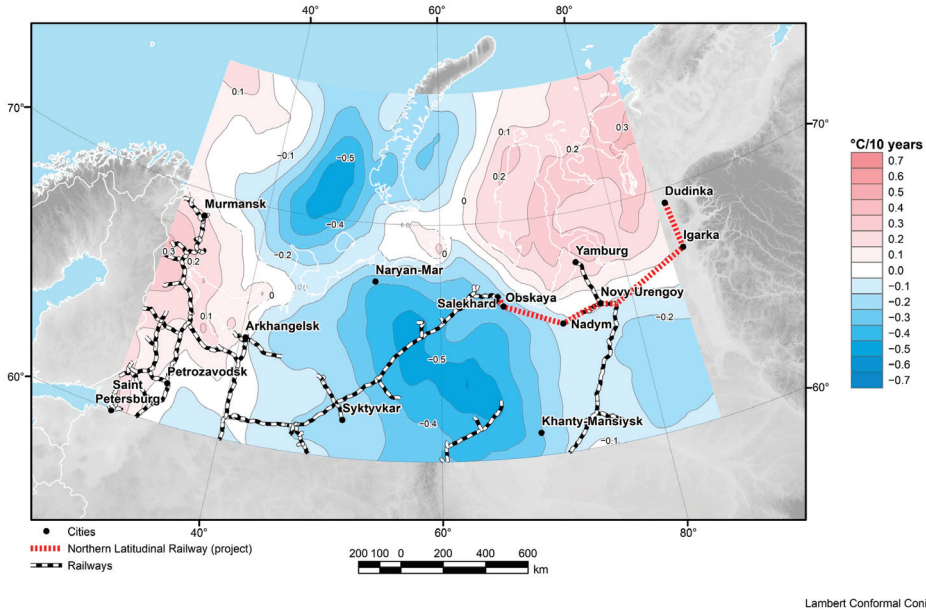 40°
60°
80°
70°
70°
0.1
0.1
0.3
-0.1
-0.5
0.2
0.2
-0.4
0
Dudinka
Murmansk
Igarka
0.3
-0.2
0
0.2
Yamburg
Naryan-Mar
0
Obskaya
Novy Urengoy
Salekhard
0.1
-0.2
Arkhangelsk
Nadym
-0.5
60°
60°
Petrozavodsk
Saint
Petersburg
Syktyvkar
-0.4
Khanty-Mansiysk
-0.1
40°
60°
80°
°C/10 years
0.7
0.6
0.5
0.4
0.3
0.2
0.1
0.0
-0.1
-0.2
-0.3
-0.4
-0.5
-0.6
-0.7
Cities
Northern Latitudinal Railway (project)
Railways
200 100 0 200 400 600
km
Lambert Conformal Coni